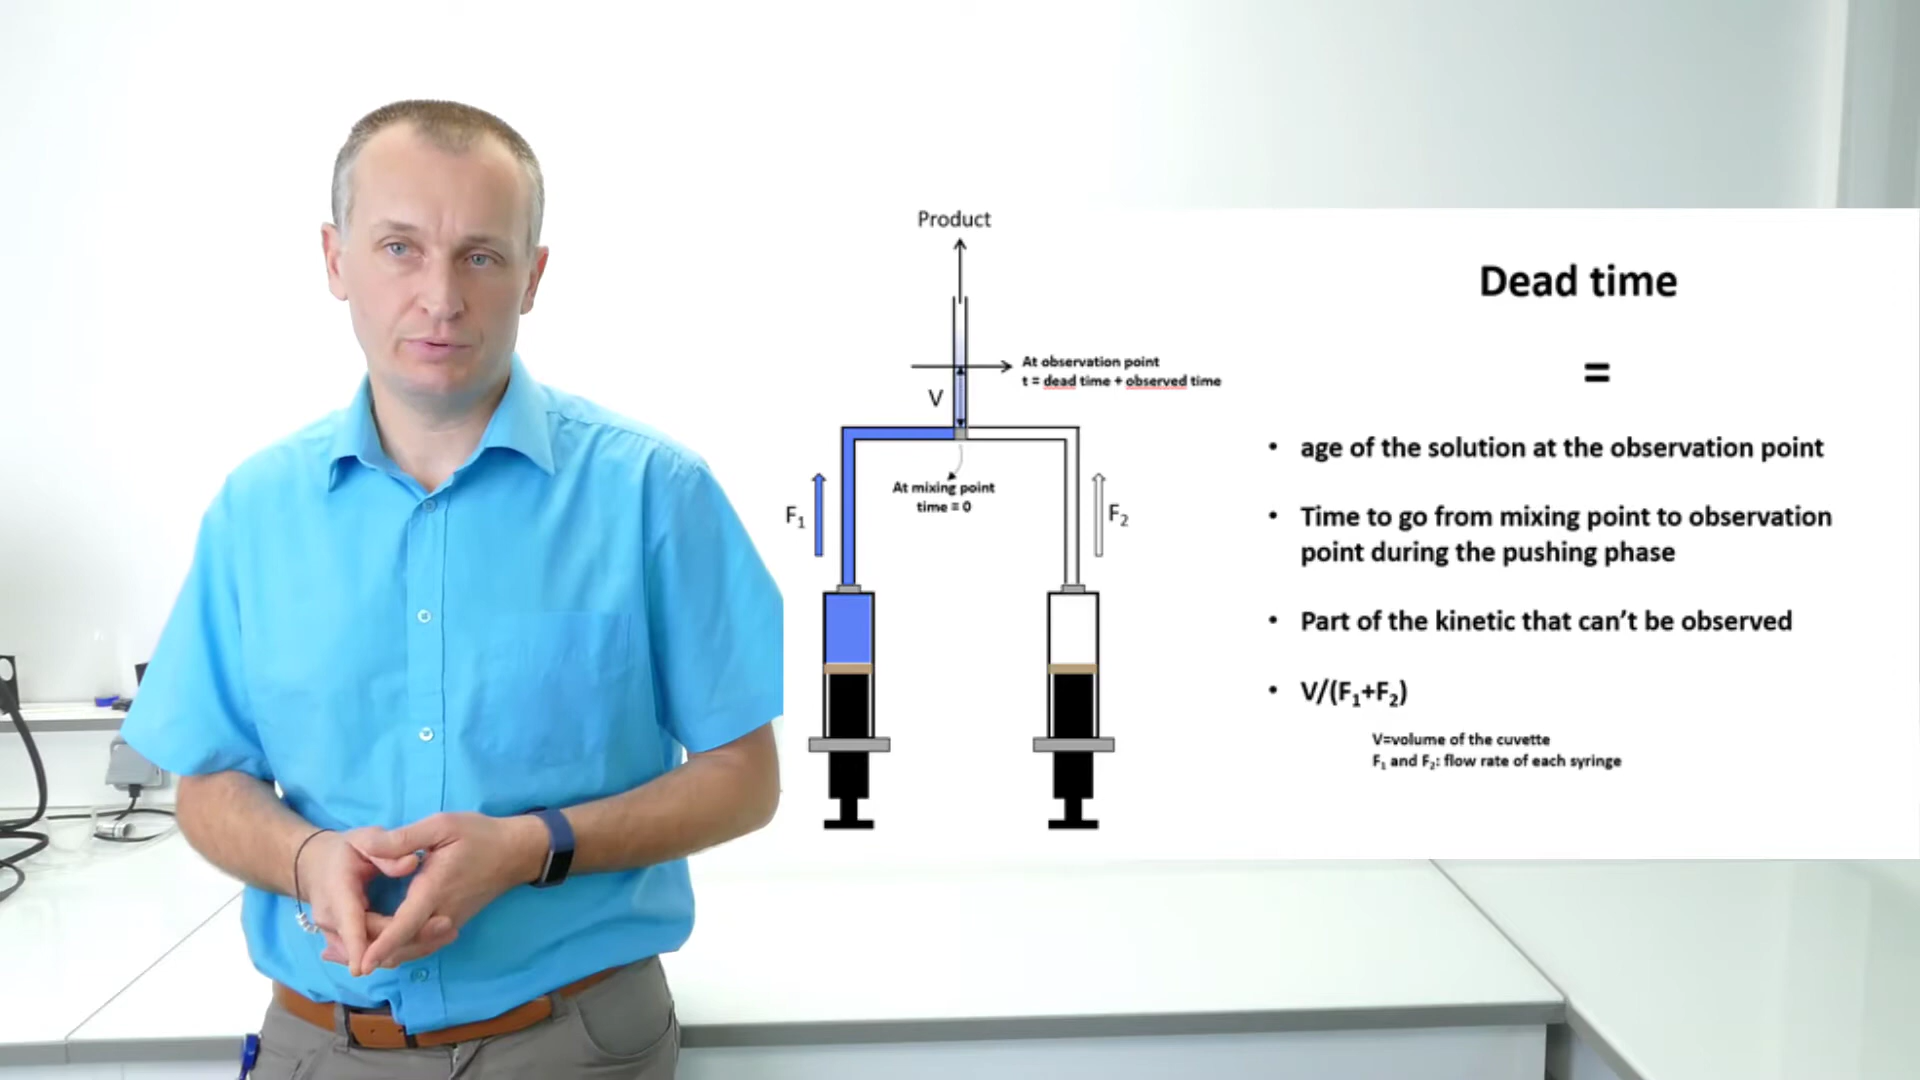 Product
At observation point
t = dead time + observed time
V
At mixing point
time = 0
F₁
F₂
Dead time
=
• age of the solution at the observation point
• Time to go from mixing point to observation
point during the pushing phase
• Part of the kinetic that can’t be observed
• V/(F₁+F₂)
V=volume of the cuvette
F₁ and F₂: flow rate of each syringe